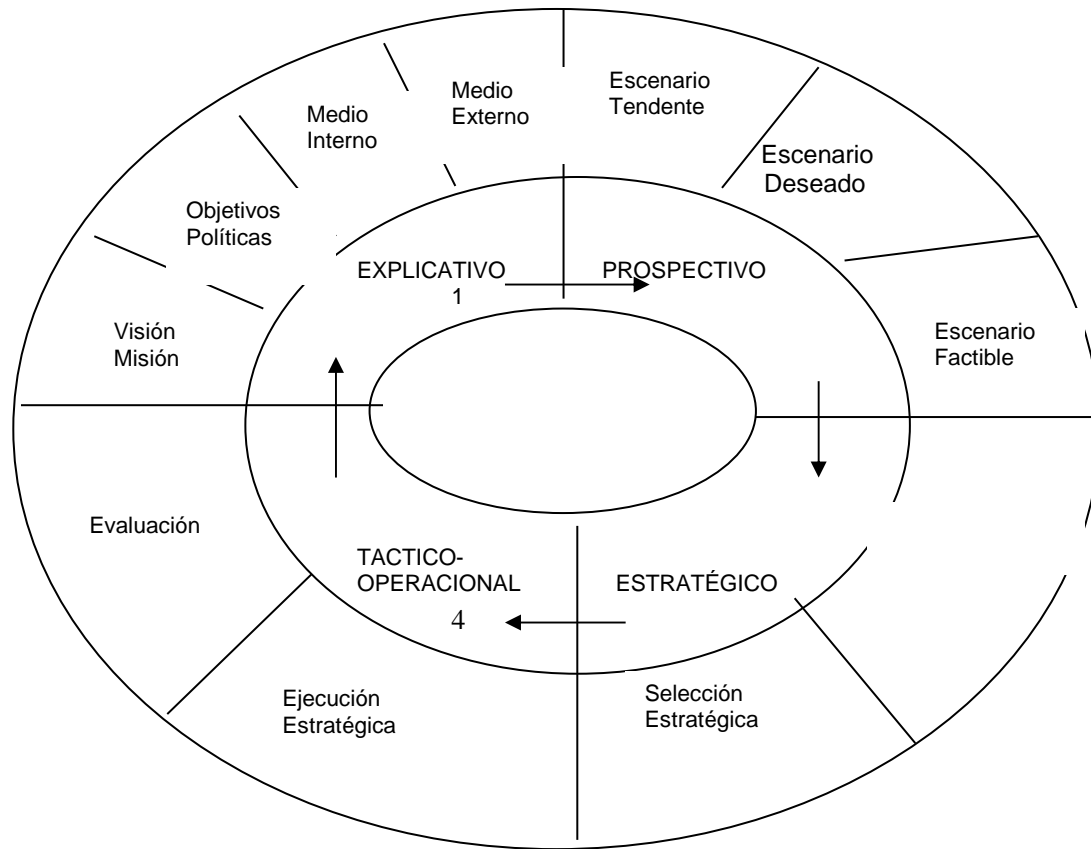 Escenario
Tendente
Medio
Externo
Medio
Interno
Escenario
Deseado
Objetivos
Políticas
EXPLICATIVO
1
PROSPECTIVO
Visión
Misión
Escenario
Factible
Evaluación
TACTICO-
OPERACIONAL
4
ESTRATÉGICO
Ejecución
Estratégica
Selección
Estratégica